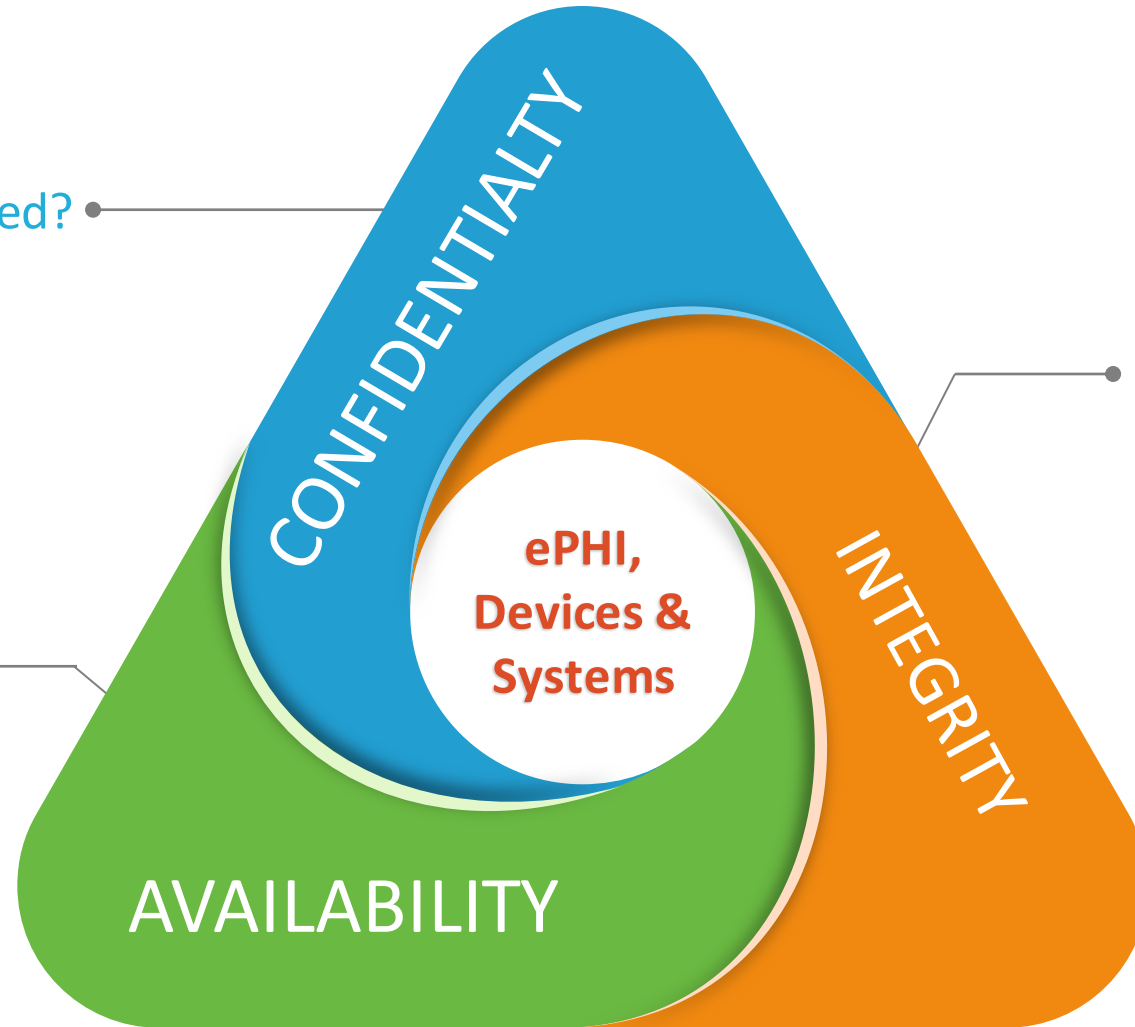 ed?
CONFIDENTIALTY
ePHI,
Devices &
Systems
INTEGRITY
AVAILABILITY